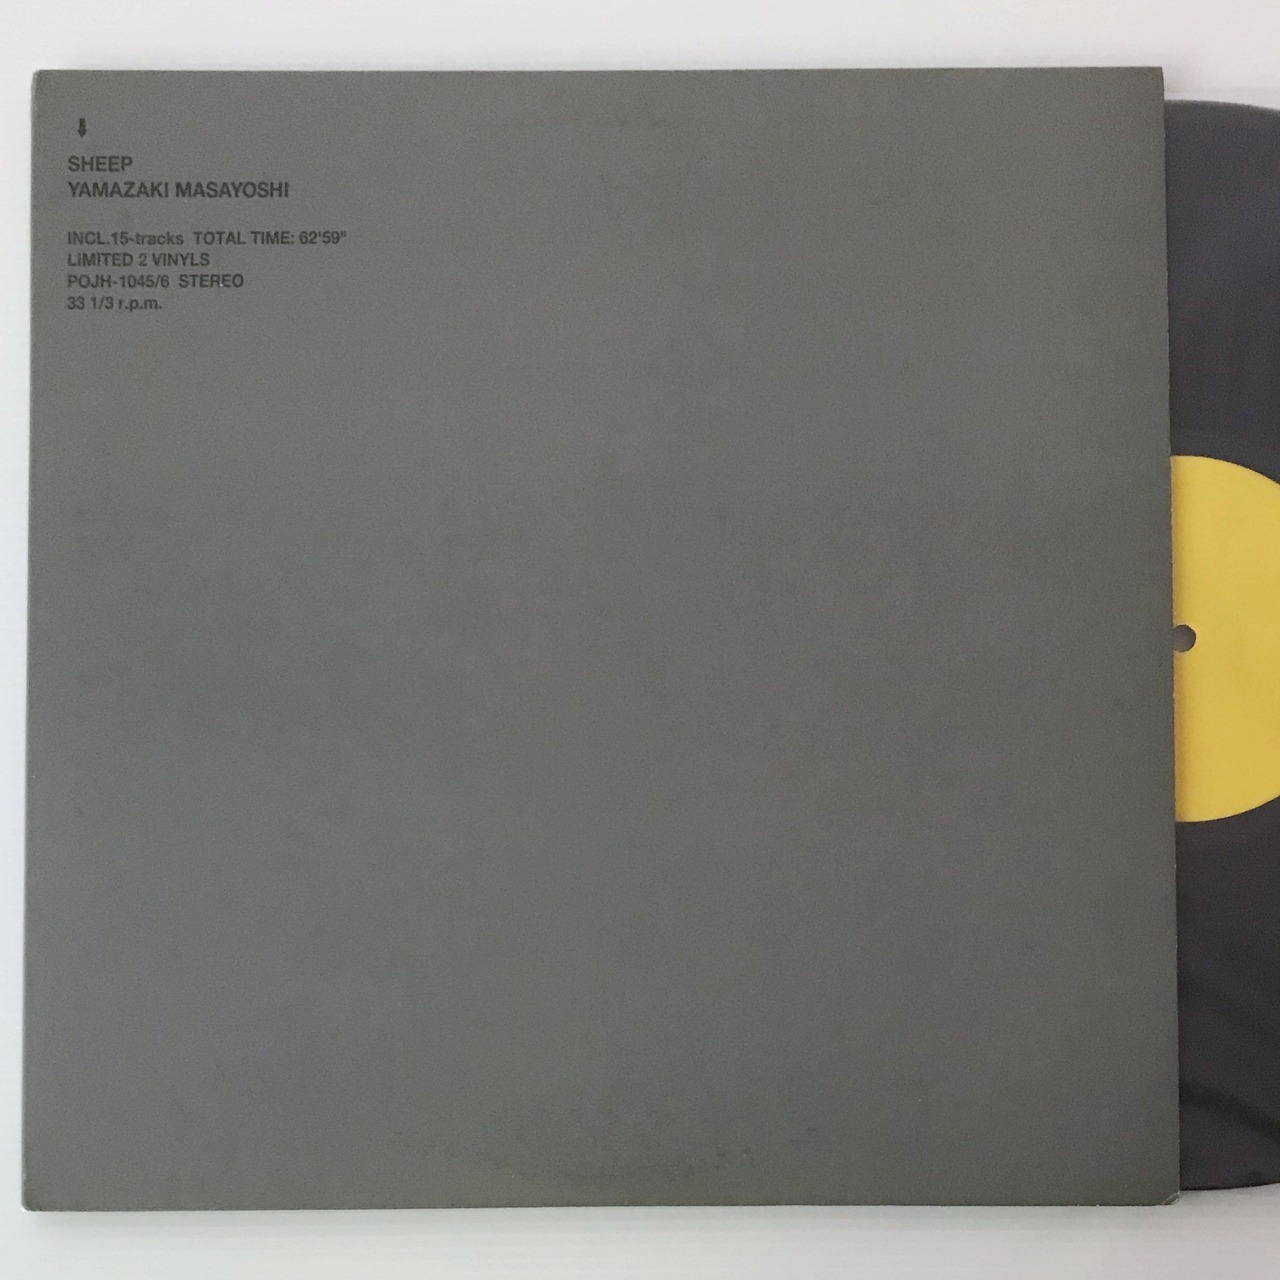 SHEEP
YAMAZAKI MASAYOSHI
INCL.15-tracks TOTAL TIME: 62'59"
LIMITED 2 VINYLS
POJH-1045/6 STEREO
33 1/3 r.p.m.